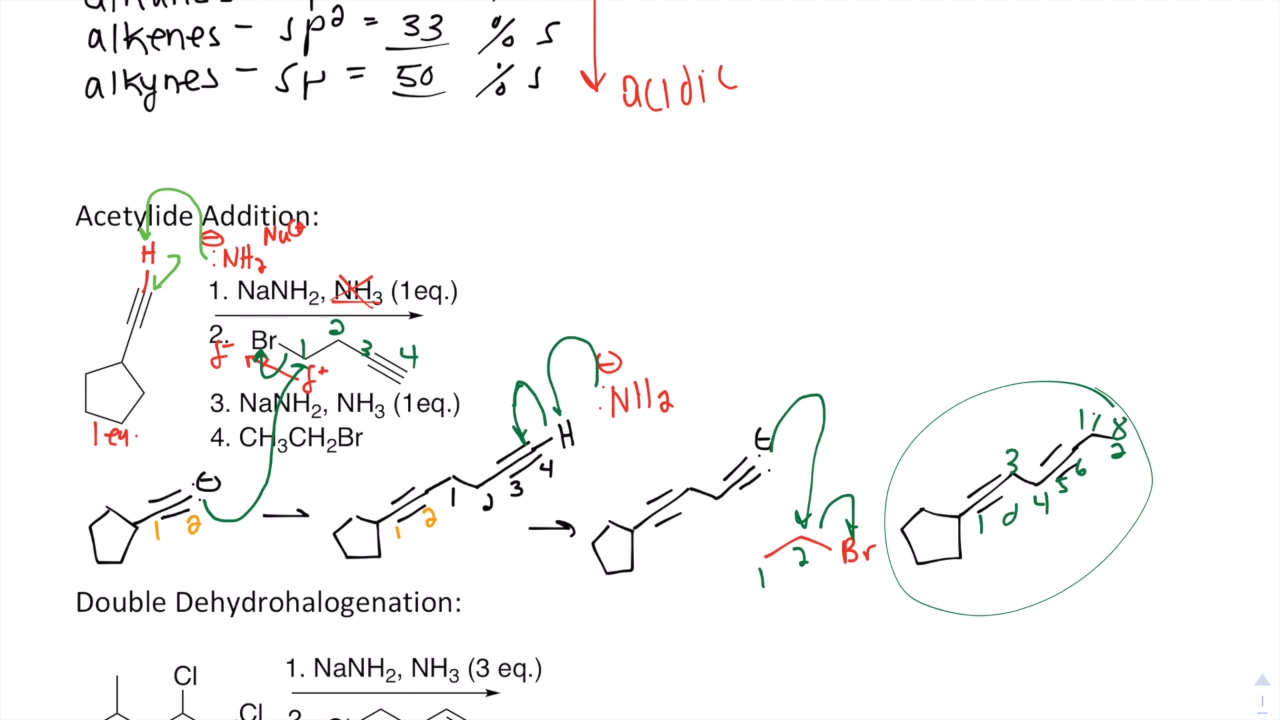 alkenes - sp² = 33 % s
alkynes - sp = 50 % s
acidic
Acetylide Addition:
H
⊖
:NH₂ Na⊕
1. NaNH₂, NH₃ (1eq.)
2. Br 1 2 3 4
δ⁻ δ⁺
3. NaNH₂, NH₃ (1eq.)
4. CH₃CH₂Br
1eq.
⊖
:NH₂
H
1 2
1 2 1 2 3 4
1 2 Br
1 2 3 4 5 6 7 8
1 2
Double Dehydrohalogenation:
Cl
Cl
1. NaNH₂, NH₃ (3 eq.)